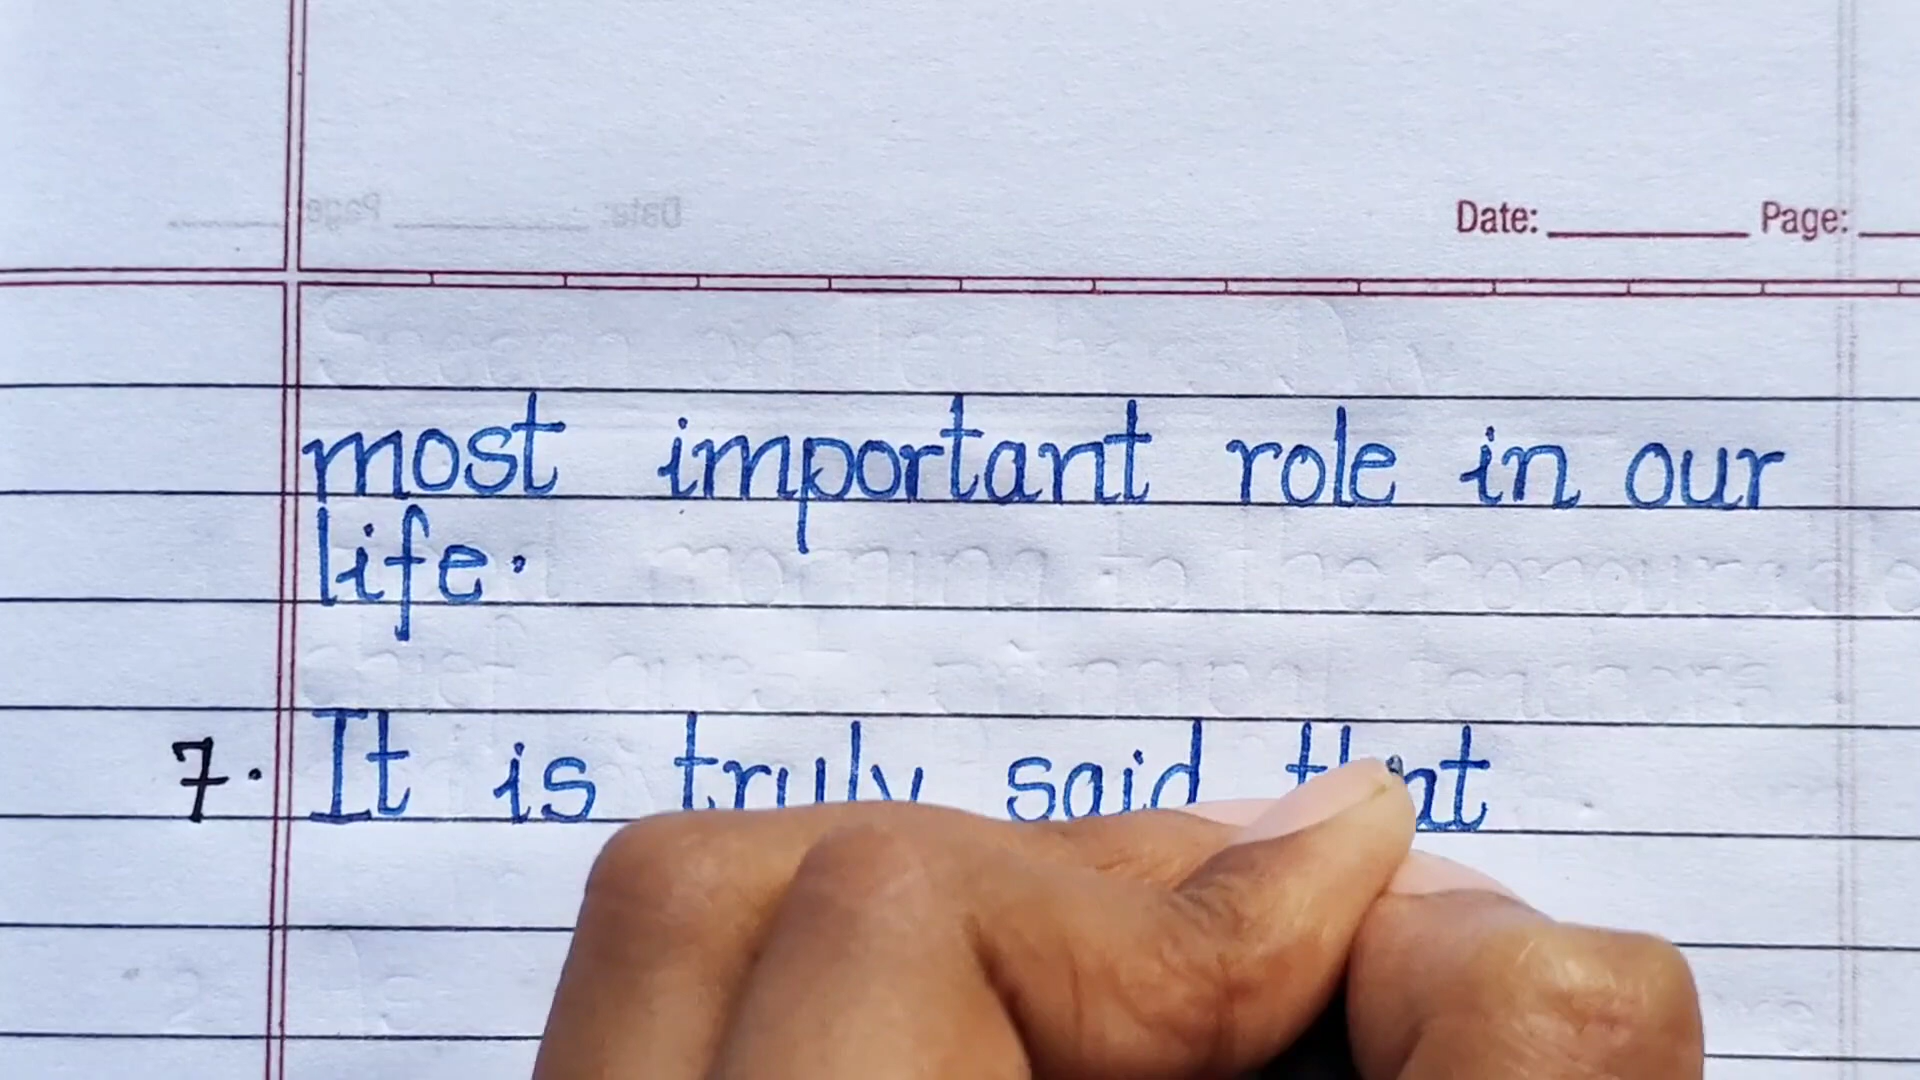 Date: Page:
most important role in our
life.
7. It is truly said that